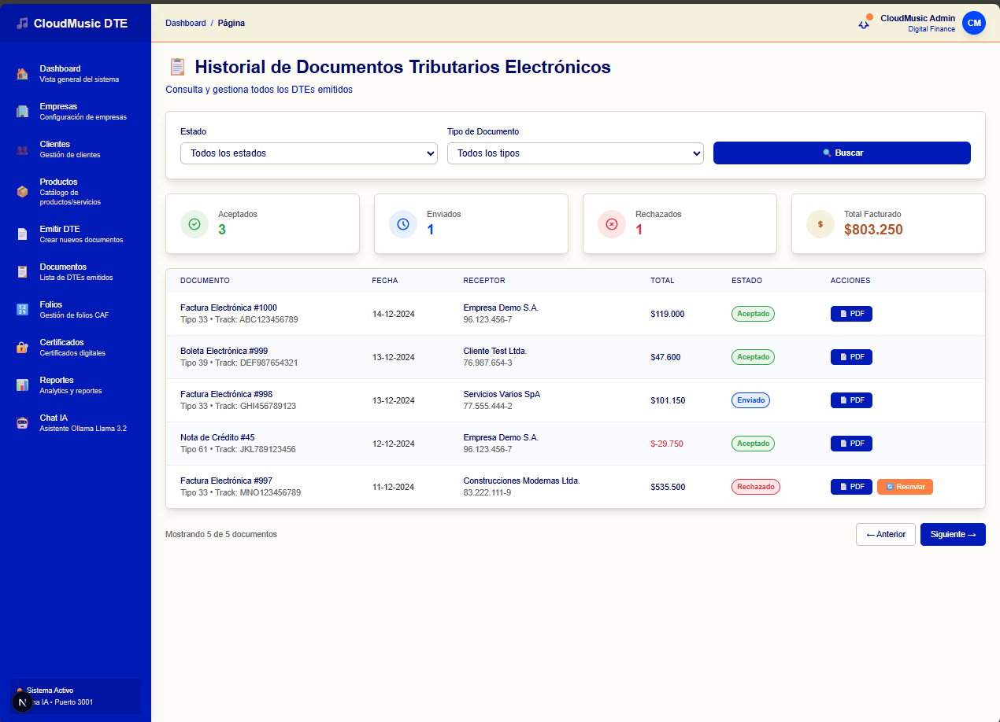 CloudMusic DTE
Dashboard / Página
CloudMusic Admin
Digital Finance
CM
Dashboard
Vista general del sistema
Empresas
Configuración de empresas
Clientes
Gestión de clientes
Productos
Catálogo de
productos/servicios
Emitir DTE
Crear nuevos documentos
Documentos
Lista de DTEs emitidos
Folios
Gestión de folios CAF
Certificados
Certificados digitales
Reportes
Analytics y reportes
Chat IA
Asistente Ollama Llama 3.2
Sistema Activo
IA • Puerto 3001
N
Historial de Documentos Tributarios Electrónicos
Consulta y gestiona todos los DTEs emitidos
Estado
Todos los estados
Tipo de Documento
Todos los tipos
Buscar
Aceptados
3
Enviados
1
Rechazados
1
$
Total Facturado
$803.250
DOCUMENTO FECHA RECEPTOR TOTAL ESTADO ACCIONES
Factura Electrónica #1000
Tipo 33 • Track: ABC123456789
14-12-2024
Empresa Demo S.A.
96.123.456-7
$119.000
Aceptado
PDF
Boleta Electrónica #999
Tipo 39 • Track: DEF987654321
13-12-2024
Cliente Test Ltda.
76.987.654-3
$47.600
Aceptado
PDF
Factura Electrónica #998
Tipo 33 • Track: GHI456789123
13-12-2024
Servicios Varios SpA
77.555.444-2
$101.150
Enviado
PDF
Nota de Crédito #45
Tipo 61 • Track: JKL789123456
12-12-2024
Empresa Demo S.A.
96.123.456-7
$-29.750
Aceptado
PDF
Factura Electrónica #997
Tipo 33 • Track: MNO123456789
11-12-2024
Construcciones Modernas Ltda.
83.222.111-9
$535.500
Rechazado
PDF
Reenviar
Mostrando 5 de 5 documentos
← Anterior
Siguiente →